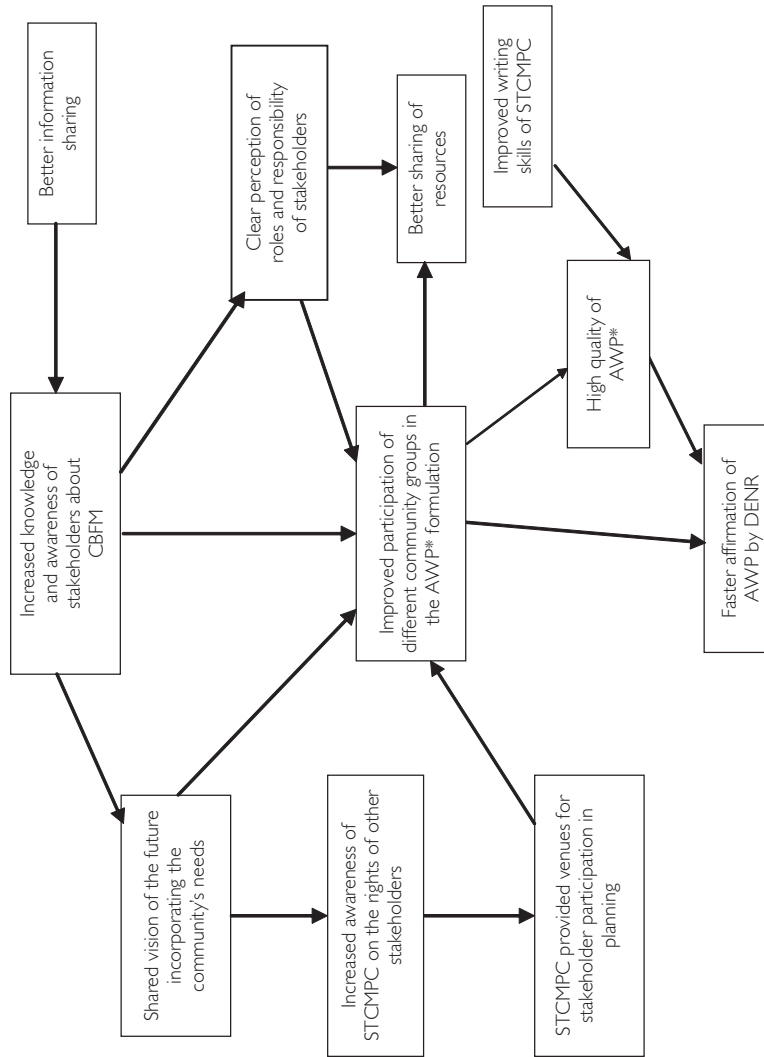 Better information
sharing
Increased knowledge
and awareness of
stakeholders about
CBFM
Clear perception of
roles and responsibility
of stakeholders
Shared vision of the future
incorporating the
community's needs
Better sharing of
resources
Improved participation of
different community groups in
the AWP* formulation
Increased awareness of
STCMPC on the rights of other
stakeholders
Improved writing
skills of STCMPC
High quality of
AWP*
STCMPC provided venues for
stakeholder participation in
planning
Faster affirmation of
AWP by DENR